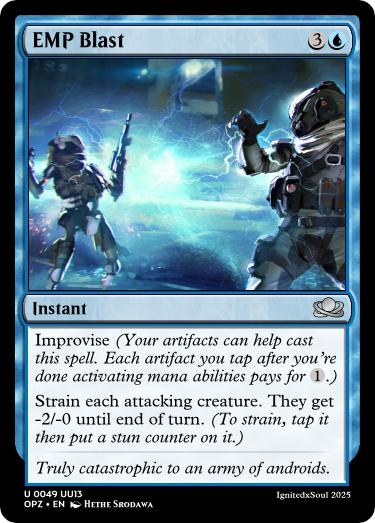 EMP Blast 3
Instant
Improvise (Your artifacts can help cast
this spell. Each artifact you tap after you're
done activating mana abilities pays for 1.)
Strain each attacking creature. They get
-2/-0 until end of turn. (To strain, tap it
then put a stun counter on it.)
Truly catastrophic to an army of androids.
U 0049 UU13
OPZ • EN Hethe Srodawa
IgnitedxSoul 2025